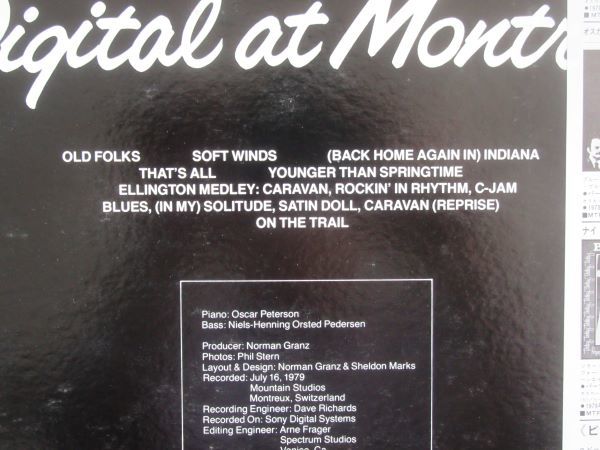 Digital at Montr
OLD FOLKS SOFT WINDS (BACK HOME AGAIN IN) INDIANA
THAT'S ALL YOUNGER THAN SPRINGTIME
ELLINGTON MEDLEY: CARAVAN, ROCKIN' IN RHYTHM, C-JAM
BLUES, (IN MY) SOLITUDE, SATIN DOLL, CARAVAN (REPRISE)
ON THE TRAIL
Piano: Oscar Peterson
Bass: Niels-Henning Orsted Pedersen
Producer: Norman Granz
Photos: Phil Stern
Layout & Design: Norman Granz & Sheldon Marks
Recorded: July 16, 1979
Mountain Studios
Montreux, Switzerland
Recording Engineer: Dave Richards
Recorded On: Sony Digital Systems
Editing Engineer: Arne Frager
Spectrum Studios
Venice, Ca